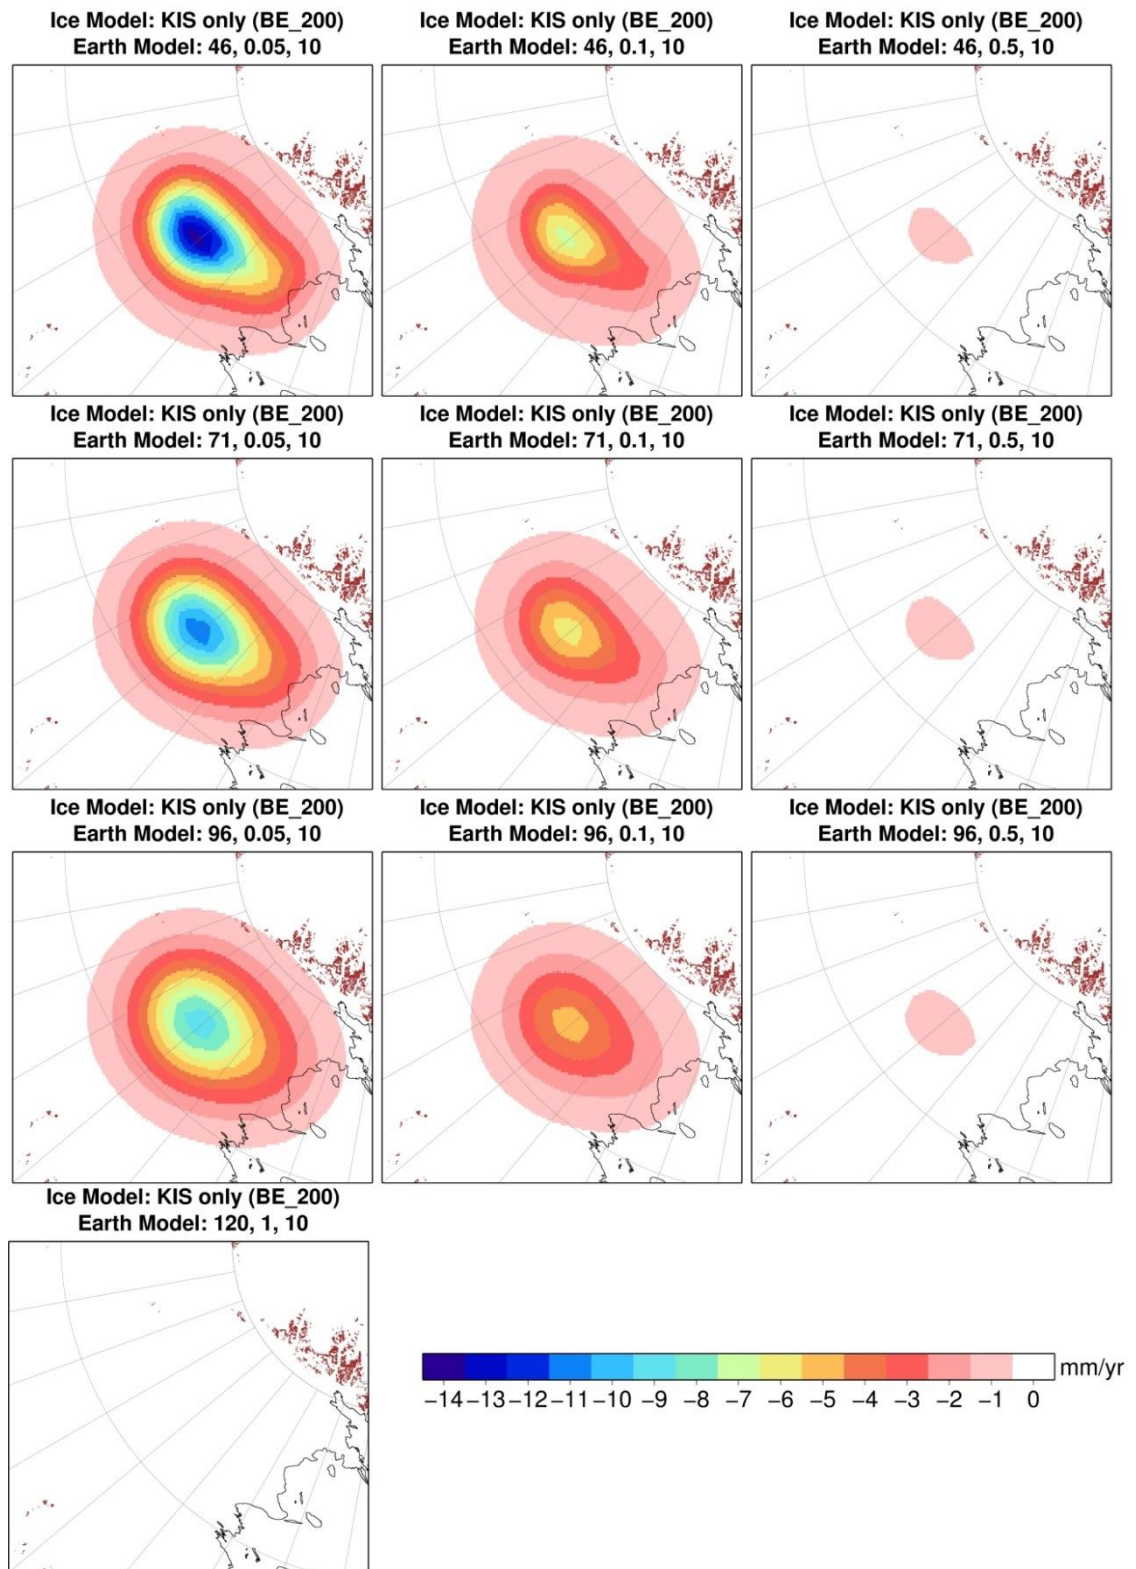 Ice Model: KIS only (BE_200)
Earth Model: 46, 0.05, 10
Ice Model: KIS only (BE_200)
Earth Model: 46, 0.1, 10
Ice Model: KIS only (BE_200)
Earth Model: 46, 0.5, 10
Ice Model: KIS only (BE_200)
Earth Model: 71, 0.05, 10
Ice Model: KIS only (BE_200)
Earth Model: 71, 0.1, 10
Ice Model: KIS only (BE_200)
Earth Model: 71, 0.5, 10
Ice Model: KIS only (BE_200)
Earth Model: 96, 0.05, 10
Ice Model: KIS only (BE_200)
Earth Model: 96, 0.1, 10
Ice Model: KIS only (BE_200)
Earth Model: 96, 0.5, 10
Ice Model: KIS only (BE_200)
Earth Model: 120, 1, 10
mm/yr
−14 −13 −12 −11 −10 −9 −8 −7 −6 −5 −4 −3 −2 −1 0